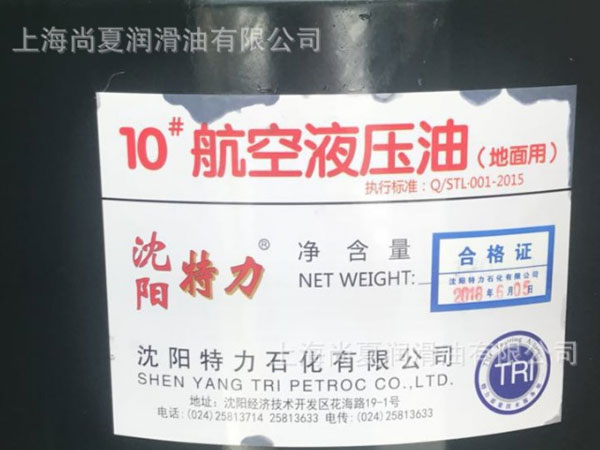 上海尚夏润滑油有限公司
10#航空液压油(地面用)
执行标准：Q/STL-001-2015
沈阳特力®
净含量
NET WEIGHT:
合格证
沈阳特力石化有限公司
2018年6月05日
上海尚夏润滑油有限公司
沈阳特力石化有限公司
SHEN YANG TRI PETROC CO.,LTD.
TRI
地址：沈阳经济技术开发区花海路19-1号
电话：(024)25813714 25813633 电传：(024)25813633